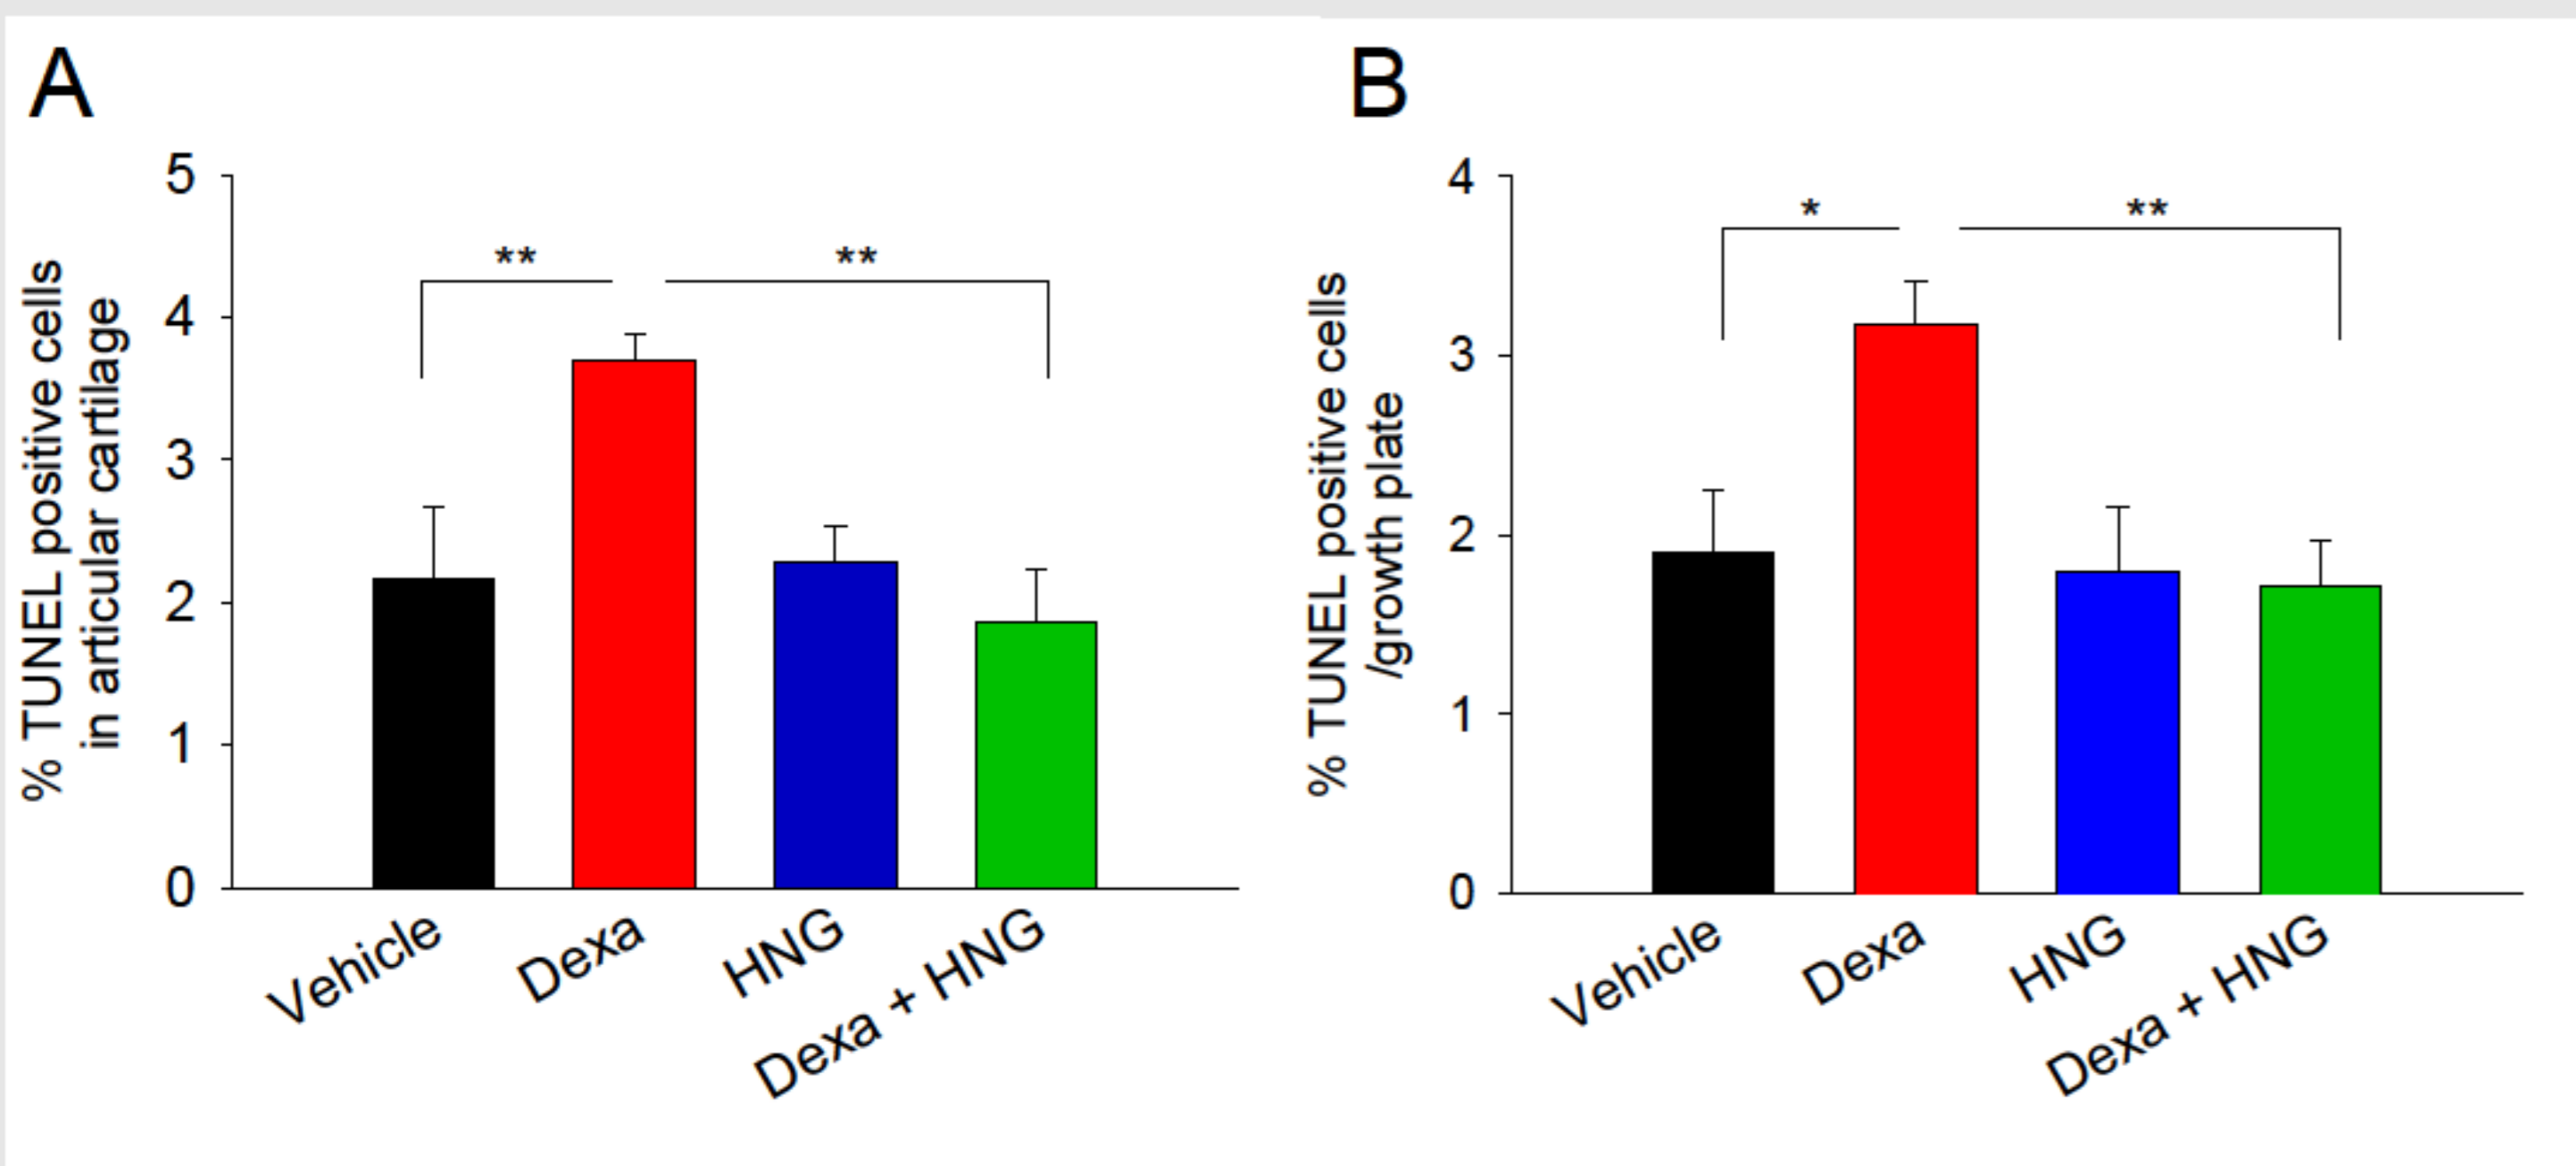 A
5
4
3
2
1
0
% TUNEL positive cells
in articular cartilage
**
**
Vehicle
Dexa
HNG
Dexa + HNG
B
4
3
2
1
0
% TUNEL positive cells
/growth plate
*
**
Vehicle
Dexa
HNG
Dexa + HNG